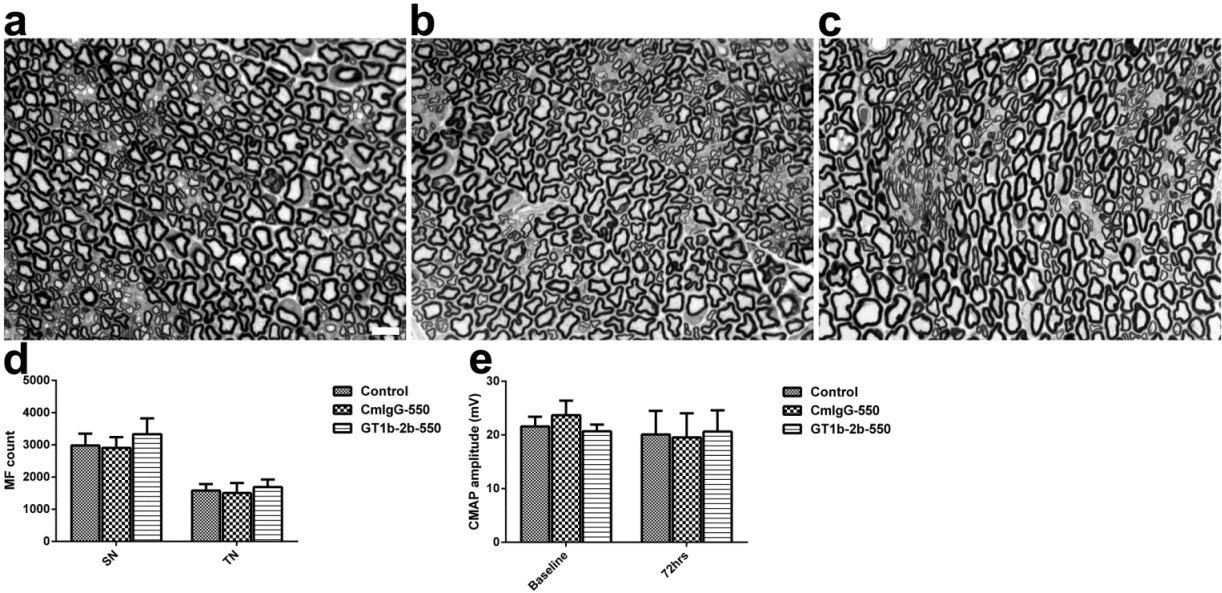 a
b
c
d
5000
4000
3000
2000
1000
0
MF count
SN
TN
Control
CmIgG-550
GT1b-2b-550
e
30
20
10
0
CMAP amplitude (mV)
Baseline
72hrs
Control
CmIgG-550
GT1b-2b-550